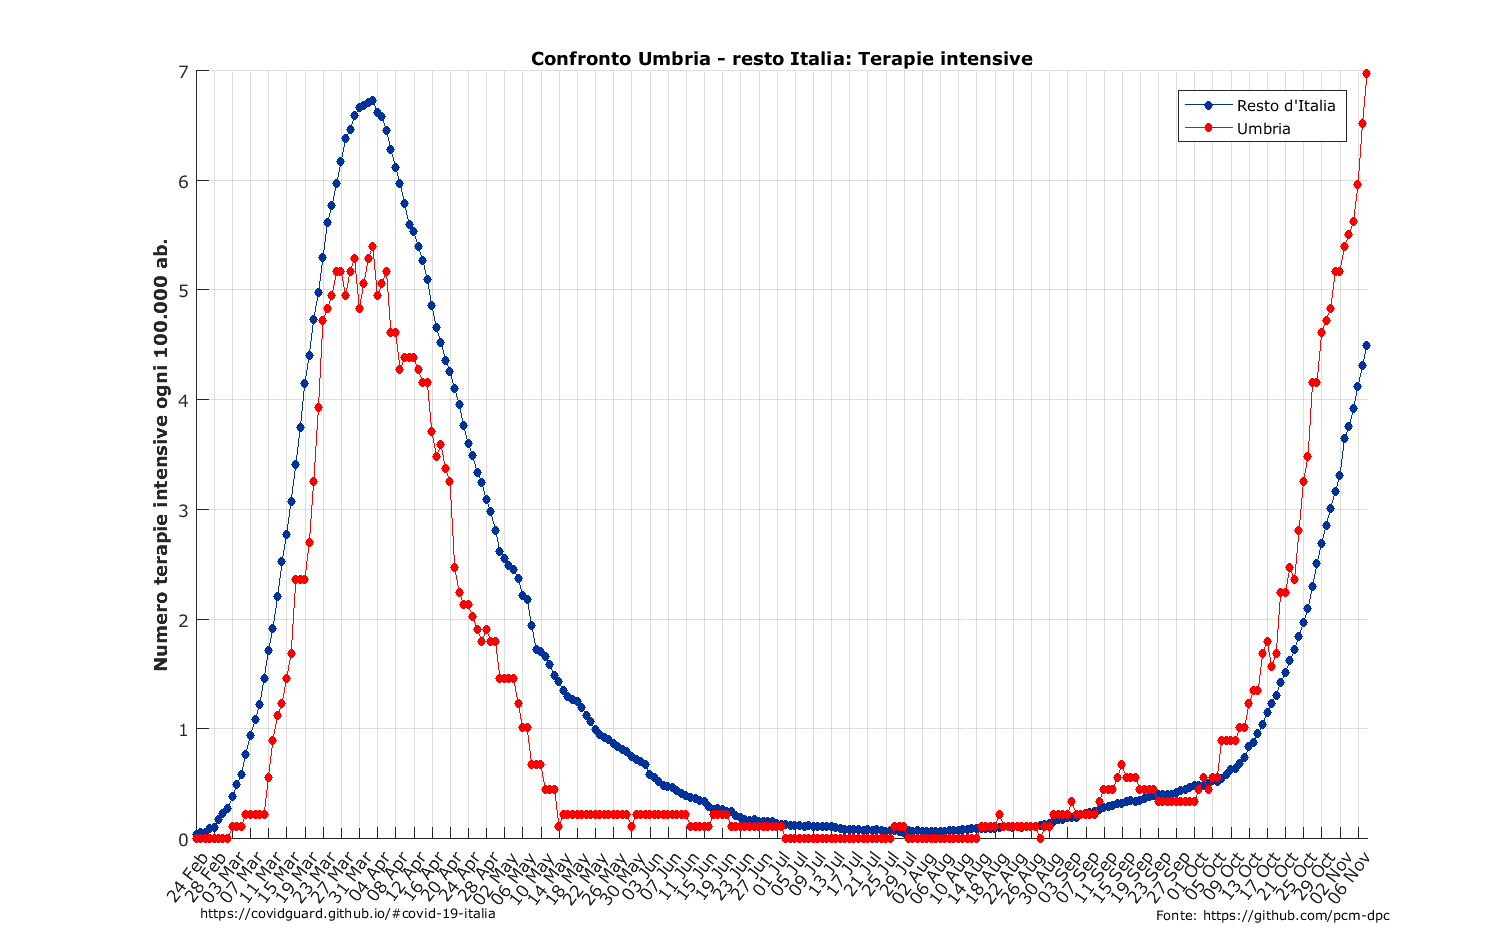 Confronto Umbria - resto Italia: Terapie intensive
Resto d'Italia
Umbria
Numero terapie intensive ogni 100.000 ab.
7
6
5
4
3
2
1
0
24 Feb
28 Feb
03 Mar
07 Mar
11 Mar
15 Mar
19 Mar
23 Mar
27 Mar
31 Mar
04 Apr
08 Apr
12 Apr
16 Apr
20 Apr
24 Apr
28 Apr
02 May
06 May
10 May
14 May
18 May
22 May
26 May
30 May
03 Jun
07 Jun
11 Jun
15 Jun
19 Jun
23 Jun
27 Jun
01 Jul
05 Jul
09 Jul
13 Jul
17 Jul
21 Jul
25 Jul
29 Jul
02 Aug
06 Aug
10 Aug
14 Aug
18 Aug
22 Aug
26 Aug
30 Aug
03 Sep
07 Sep
11 Sep
15 Sep
19 Sep
23 Sep
27 Sep
01 Oct
05 Oct
09 Oct
13 Oct
17 Oct
21 Oct
25 Oct
29 Oct
02 Nov
06 Nov
https://covidguard.github.io/#covid-19-italia
Fonte: https://github.com/pcm-dpc